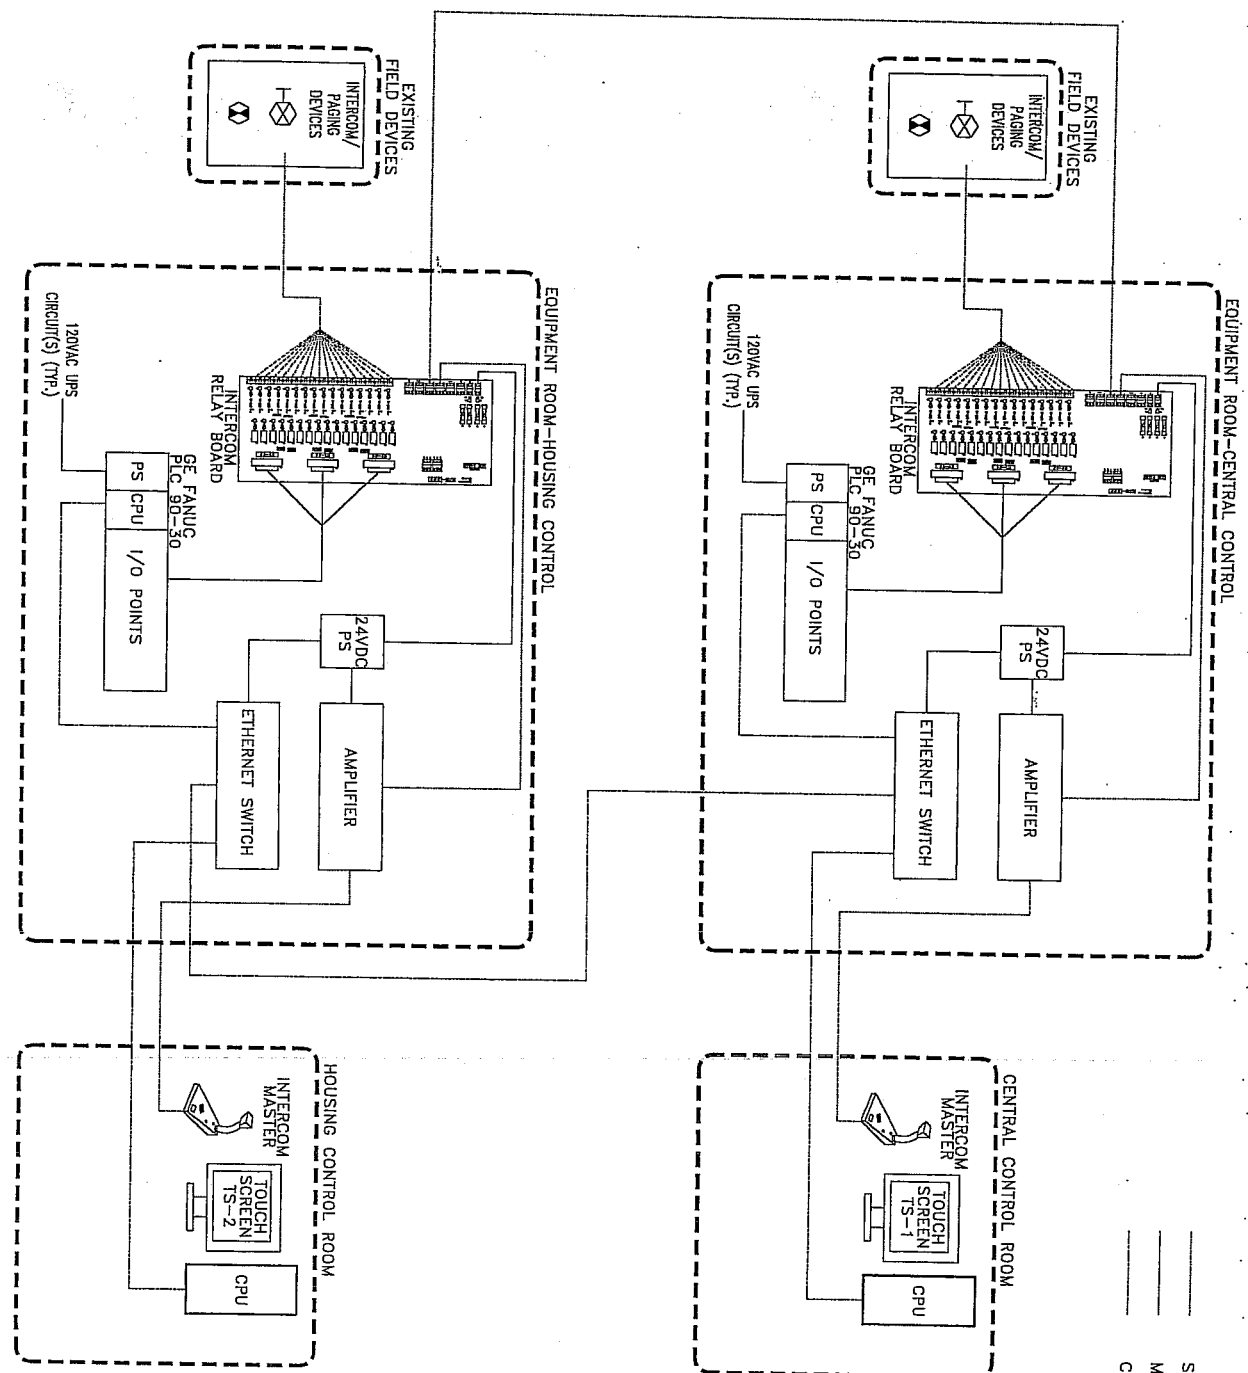 EXISTING
FIELD DEVICES
INTERCOM/
PAGING
DEVICES
EQUIPMENT ROOM-CENTRAL CONTROL
INTERCOM
RELAY BOARD
120VAC UPS
CIRCUIT(S) (TYP.)
GE FANUC
PLC 90-30
PS
CPU
I/O POINTS
24VDC
PS
ETHERNET SWITCH
AMPLIFIER
CENTRAL CONTROL ROOM
INTERCOM
MASTER
TOUCH
SCREEN
TS-1
CPU
EXISTING
FIELD DEVICES
INTERCOM/
PAGING
DEVICES
EQUIPMENT ROOM-HOUSING CONTROL
INTERCOM
RELAY BOARD
120VAC UPS
CIRCUIT(S) (TYP.)
GE FANUC
PLC 90-30
PS
CPU
I/O POINTS
24VDC
PS
ETHERNET SWITCH
AMPLIFIER
HOUSING CONTROL ROOM
INTERCOM
MASTER
TOUCH
SCREEN
TS-2
CPU
S
M
C